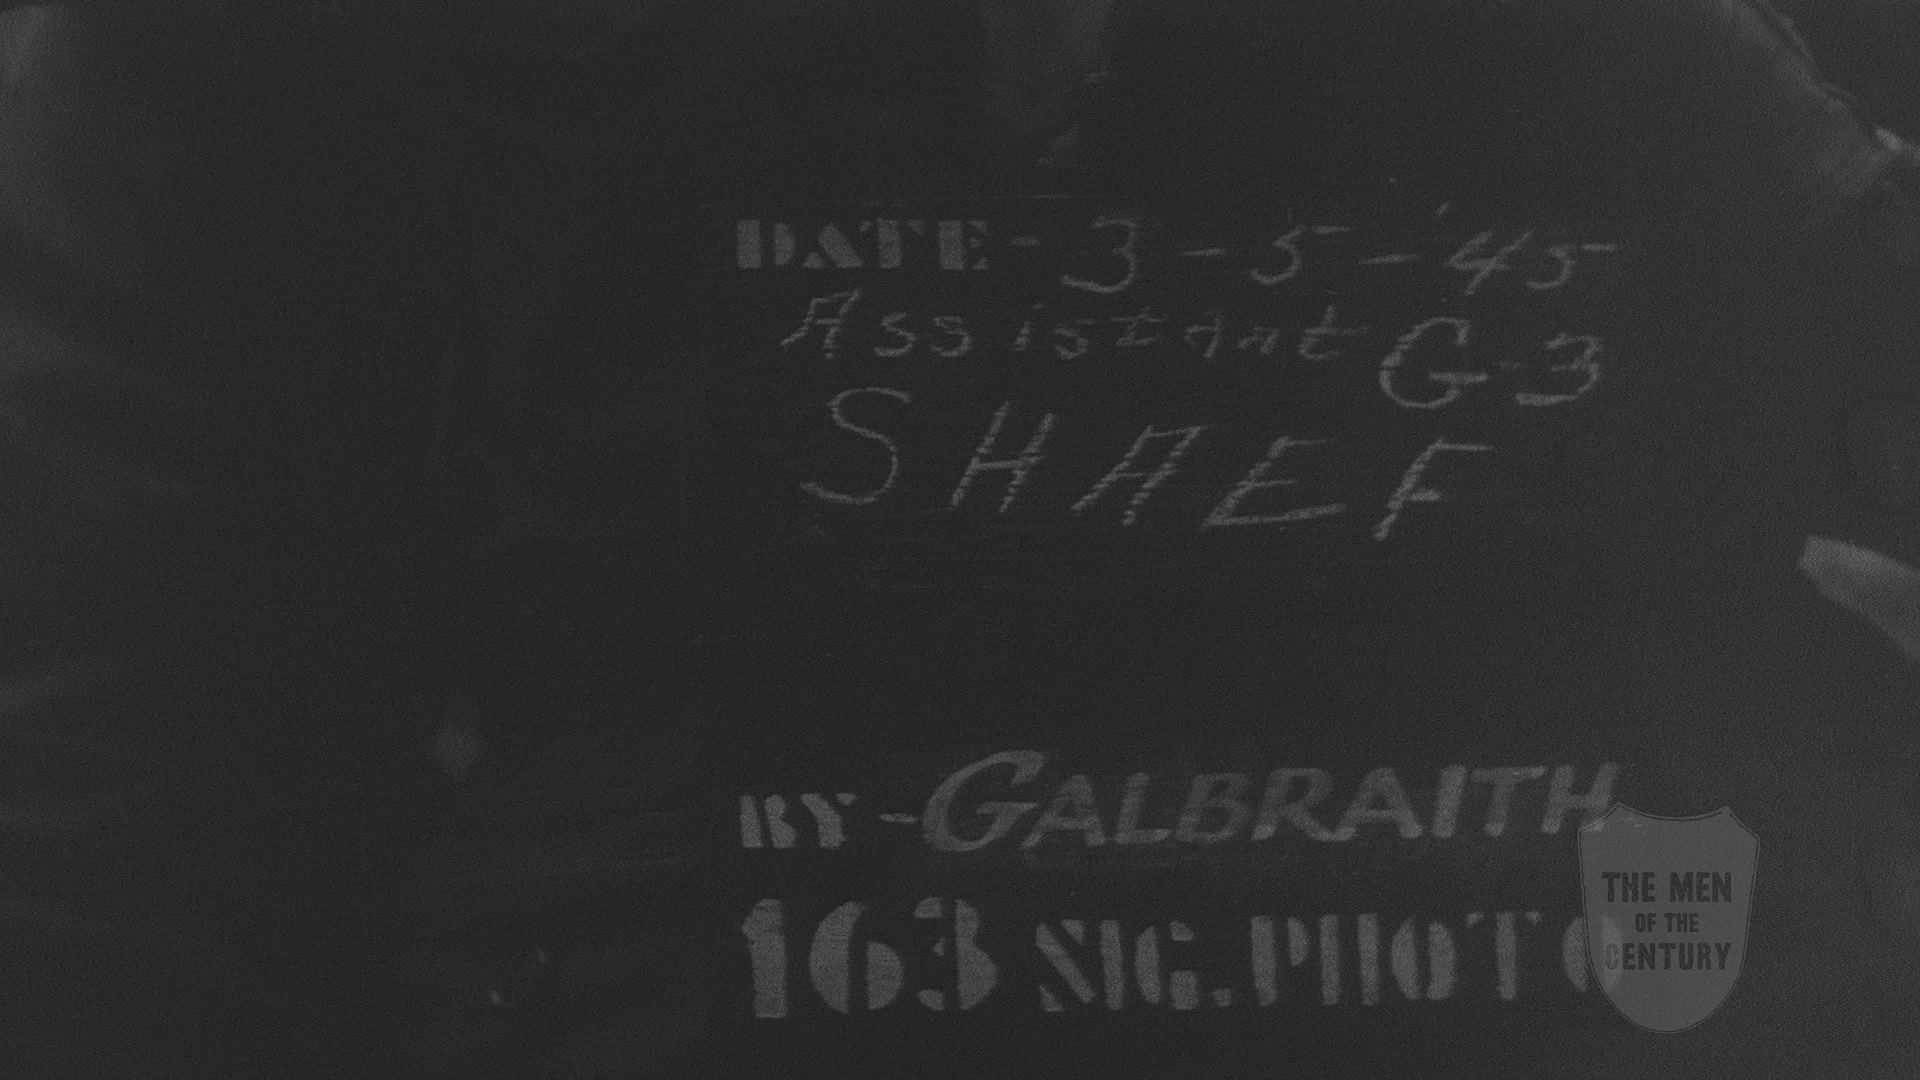 DATE - 3 - 5 - 45
Assistant G-3
SHAEF
BY - GALBRAITH
163 SIG. PHOTO
THE MEN
OF THE
CENTURY